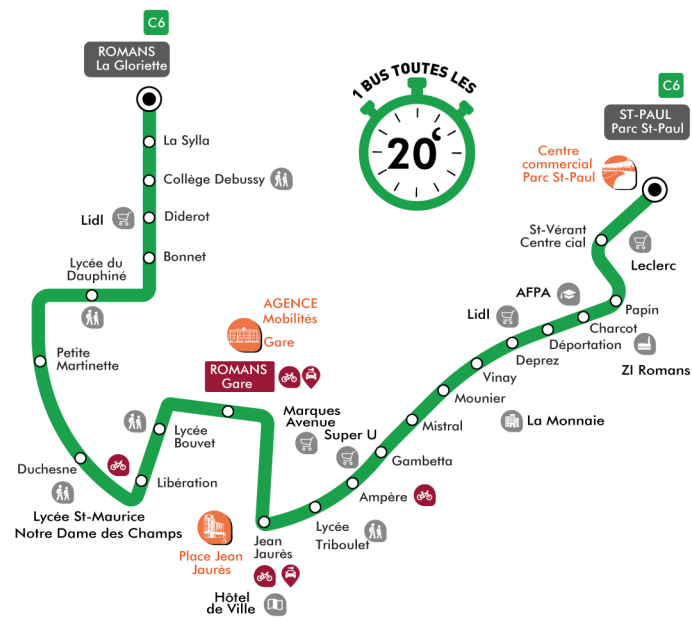 C6
ROMANS
La Gloriette
1 BUS TOUTES LES
20‘
C6
ST-PAUL
Parc St-Paul
Centre
commercial
Parc St-Paul
La Sylla
Collège Debussy
Lidl
Diderot
Bonnet
Lycée du
Dauphiné
St-Vérant
Centre cial
Leclerc
AFPA
Papin
Lidl
Charcot
Déportation
ZI Romans
Deprez
Vinay
Mounier
La Monnaie
Mistral
Gambetta
AGENCE
Mobilités
Gare
ROMANS
Gare
Petite
Martinette
Marques
Avenue
Super U
Lycée
Bouvet
Duchesne
Libération
Ampère
Lycée St-Maurice
Notre Dame des Champs
Lycée
Triboulet
Place Jean
Jaurès
Jean
Jaurès
Hôtel
de Ville